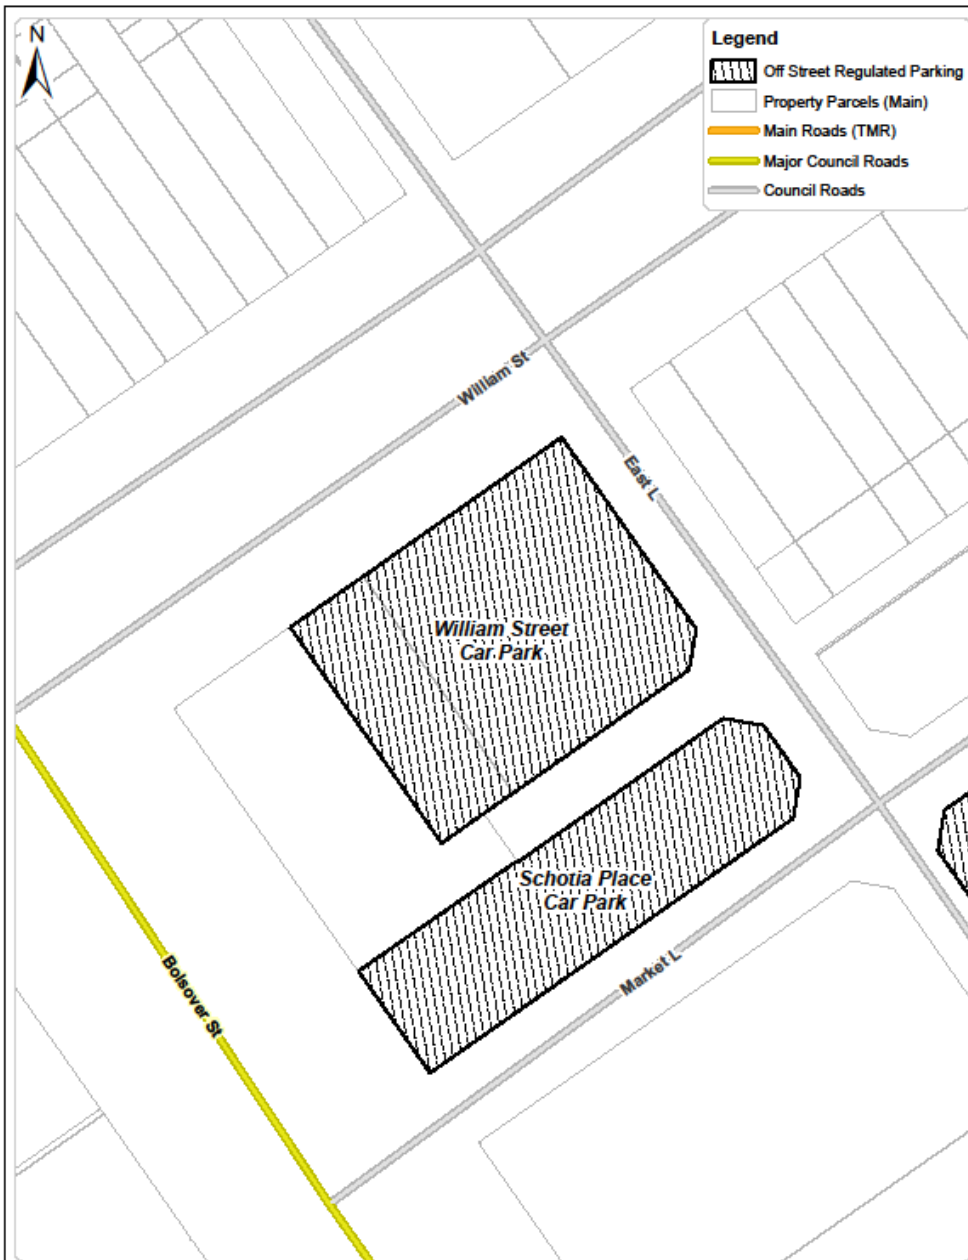 N
Legend
Off Street Regulated Parking
Property Parcels (Main)
Main Roads (TMR)
Major Council Roads
Council Roads
William St
East L
William Street
Car Park
Schotia Place
Car Park
Market L
Bolsover St